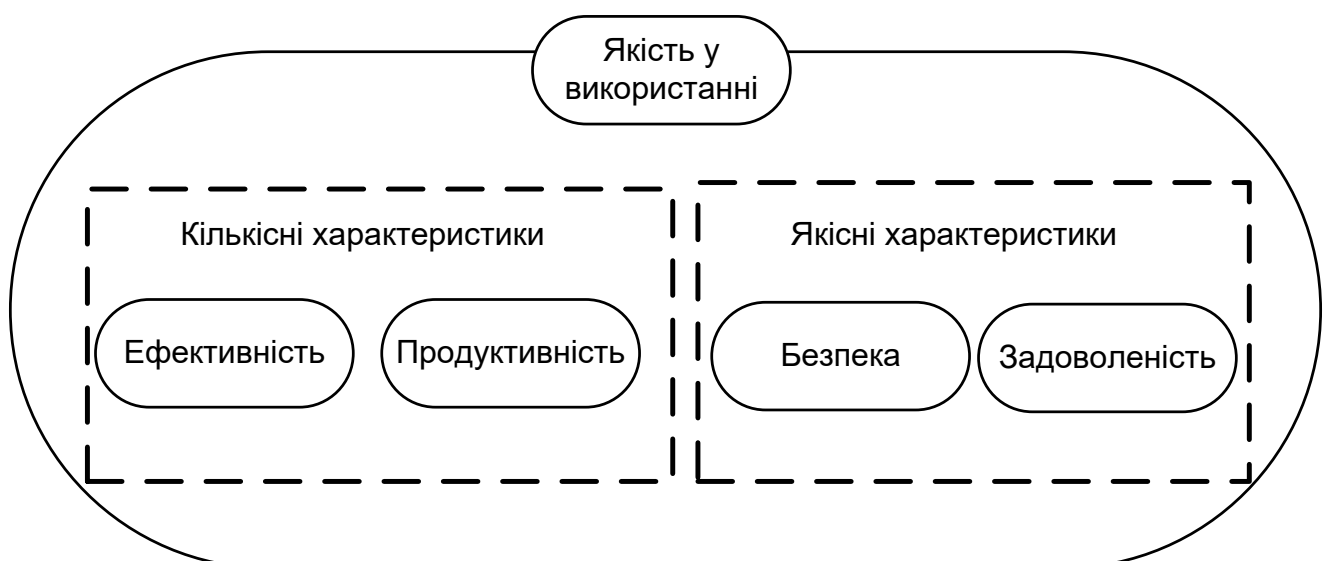 Якість у
використанні
Кількісні характеристики
Якісні характеристики
Ефективність
Продуктивність
Безпека
Задоволеність